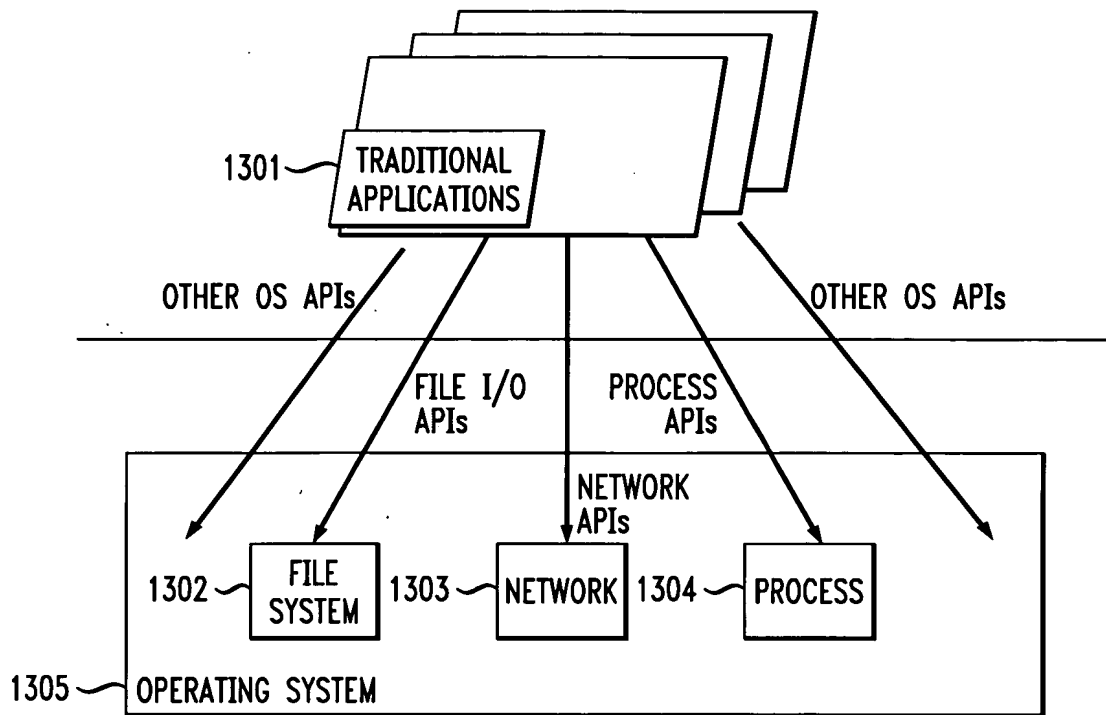 1301
TRADITIONAL
APPLICATIONS
OTHER OS APIs
OTHER OS APIs
FILE I/O
APIs
PROCESS
APIs
NETWORK
APIs
1302
FILE
SYSTEM
1303
NETWORK
1304
PROCESS
1305
OPERATING SYSTEM